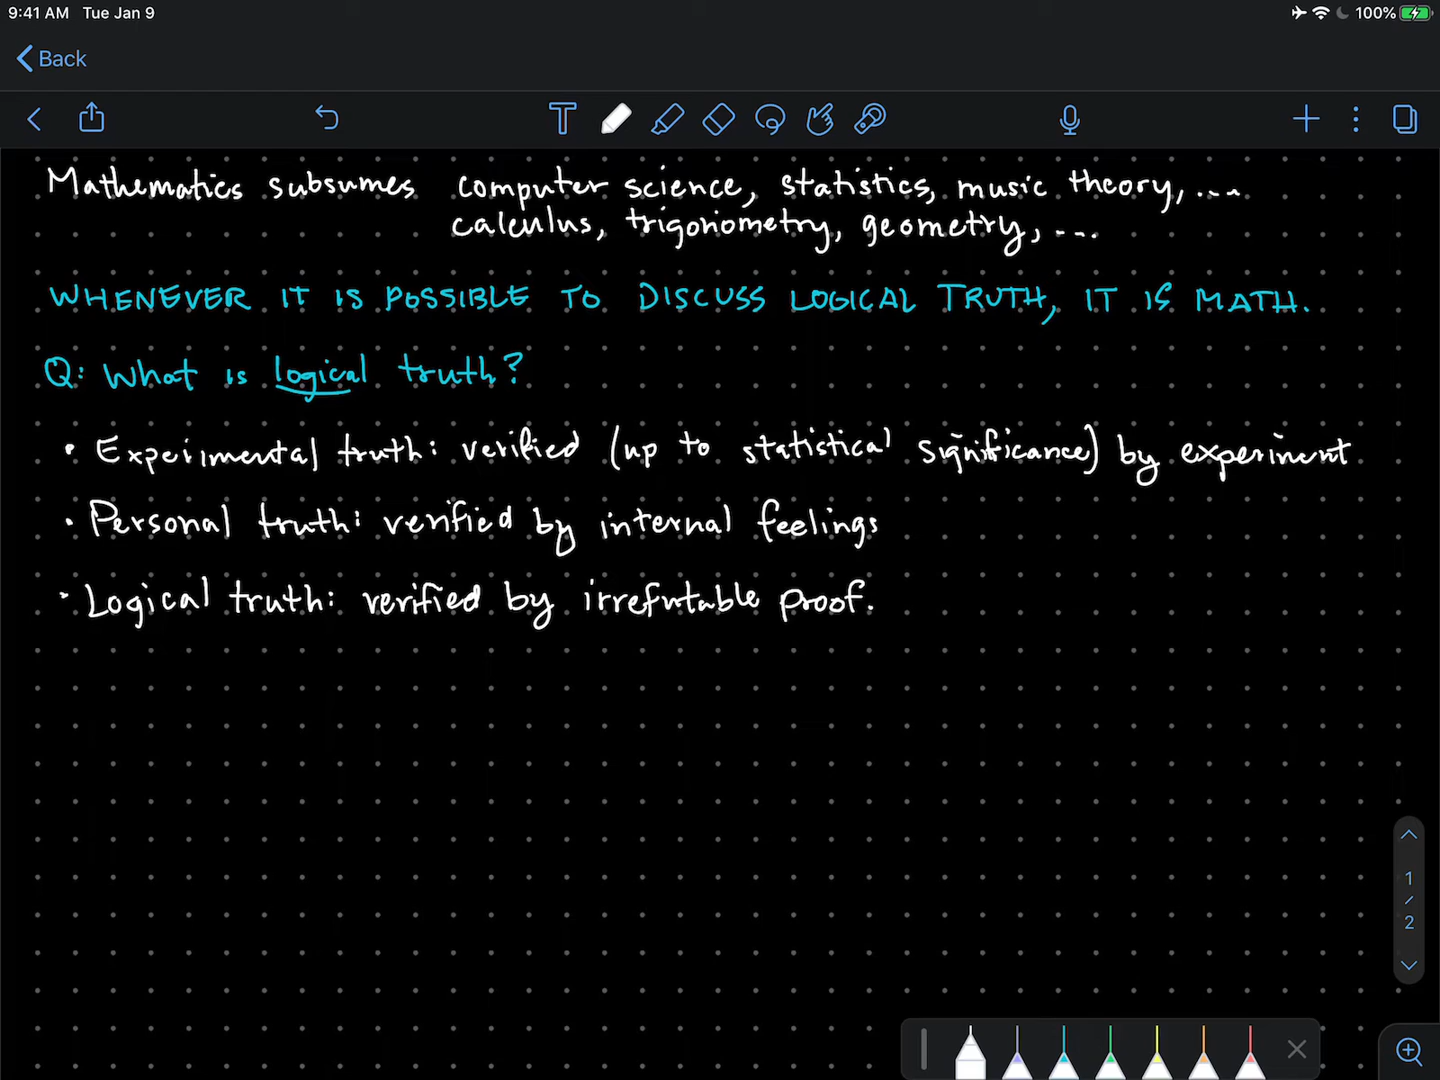 9:41 AM Tue Jan 9
100%
Back
Mathematics subsumes computer science, statistics, music theory, ...
calculus, trigonometry, geometry, ...
WHENEVER IT IS POSSIBLE TO DISCUSS LOGICAL TRUTH, IT IS MATH.
Q: What is logical truth?
• Experimental truth: verified (up to statistical significance) by experiment
• Personal truth: verified by internal feelings
• Logical truth: verified by irrefutable proof.
1
/
2